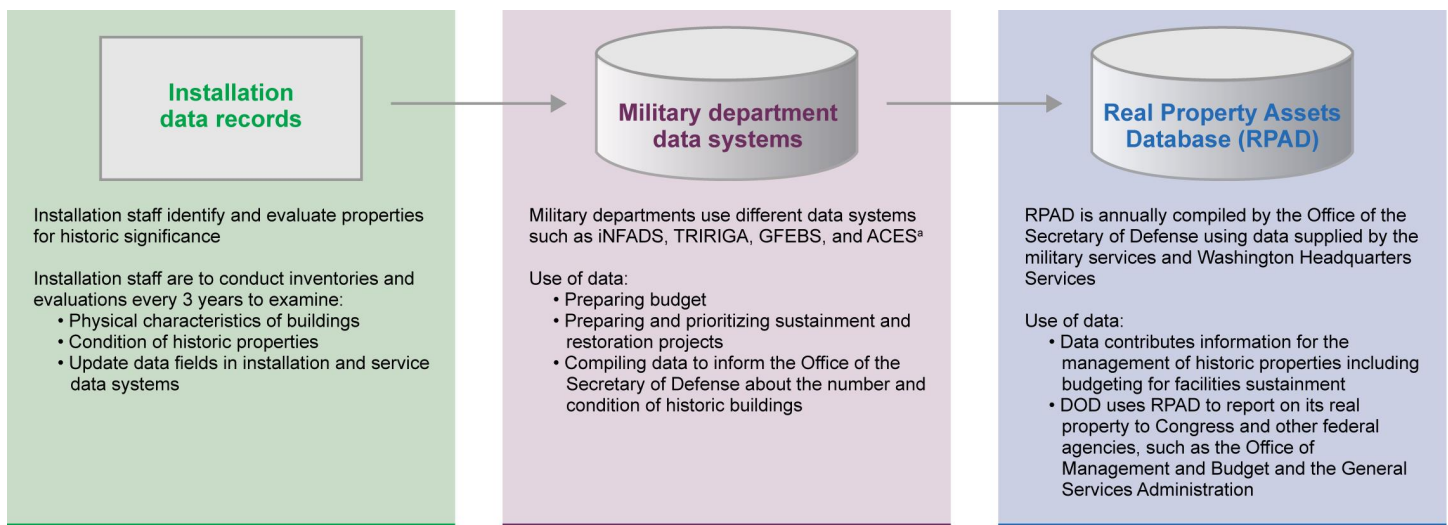 Installation
data records
Installation staff identify and evaluate properties
for historic significance
Installation staff are to conduct inventories and
evaluations every 3 years to examine:
• Physical characteristics of buildings
• Condition of historic properties
• Update data fields in installation and service
data systems
Military department
data systems
Military departments use different data systems
such as iNFADS, TRIRIGA, GFEBS, and ACESᵃ
Use of data:
• Preparing budget
• Preparing and prioritizing sustainment and
restoration projects
• Compiling data to inform the Office of the
Secretary of Defense about the number and
condition of historic buildings
Real Property Assets
Database (RPAD)
RPAD is annually compiled by the Office of the
Secretary of Defense using data supplied by the
military services and Washington Headquarters
Services
Use of data:
• Data contributes information for the
management of historic properties including
budgeting for facilities sustainment
• DOD uses RPAD to report on its real
property to Congress and other federal
agencies, such as the Office of
Management and Budget and the General
Services Administration